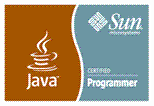 Sun
microsystems
CERTIFIED
Java
Programmer